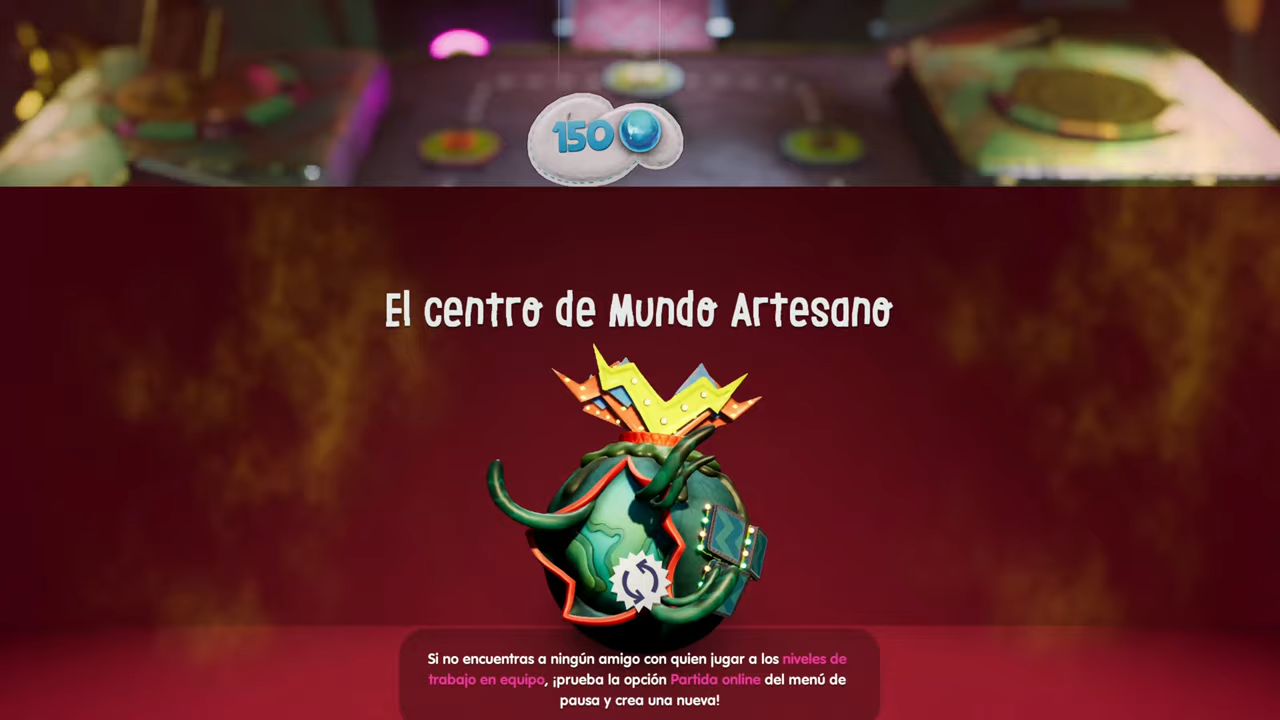 150
El centro de Mundo Artesano
Si no encuentras a ningún amigo con quien jugar a los niveles de
trabajo en equipo, ¡prueba la opción Partida online del menú de
pausa y crea una nueva!